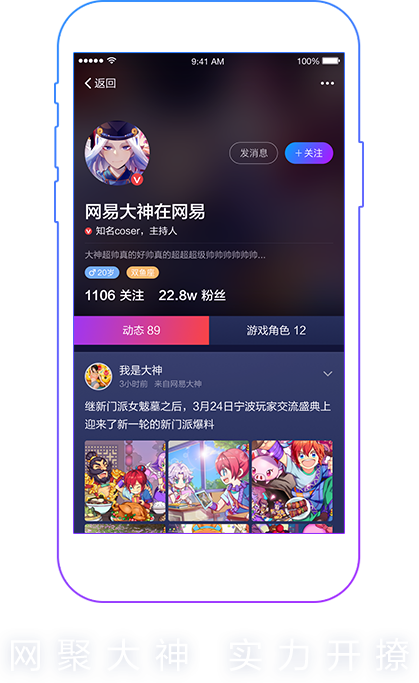 9:41 AM 100%
返回
发消息 +关注
网易大神在网易
知名coser，主持人
大神超帅真的好帅真的超超超级帅帅帅帅帅帅...
♂20岁 双鱼座
1106 关注 22.8w 粉丝
动态 89 游戏角色 12
我是大神
3小时前 来自网易大神
继新门派女魃墓之后，3月24日宁波玩家交流盛典上
迎来了新一轮的新门派爆料
网聚大神 实力开撩